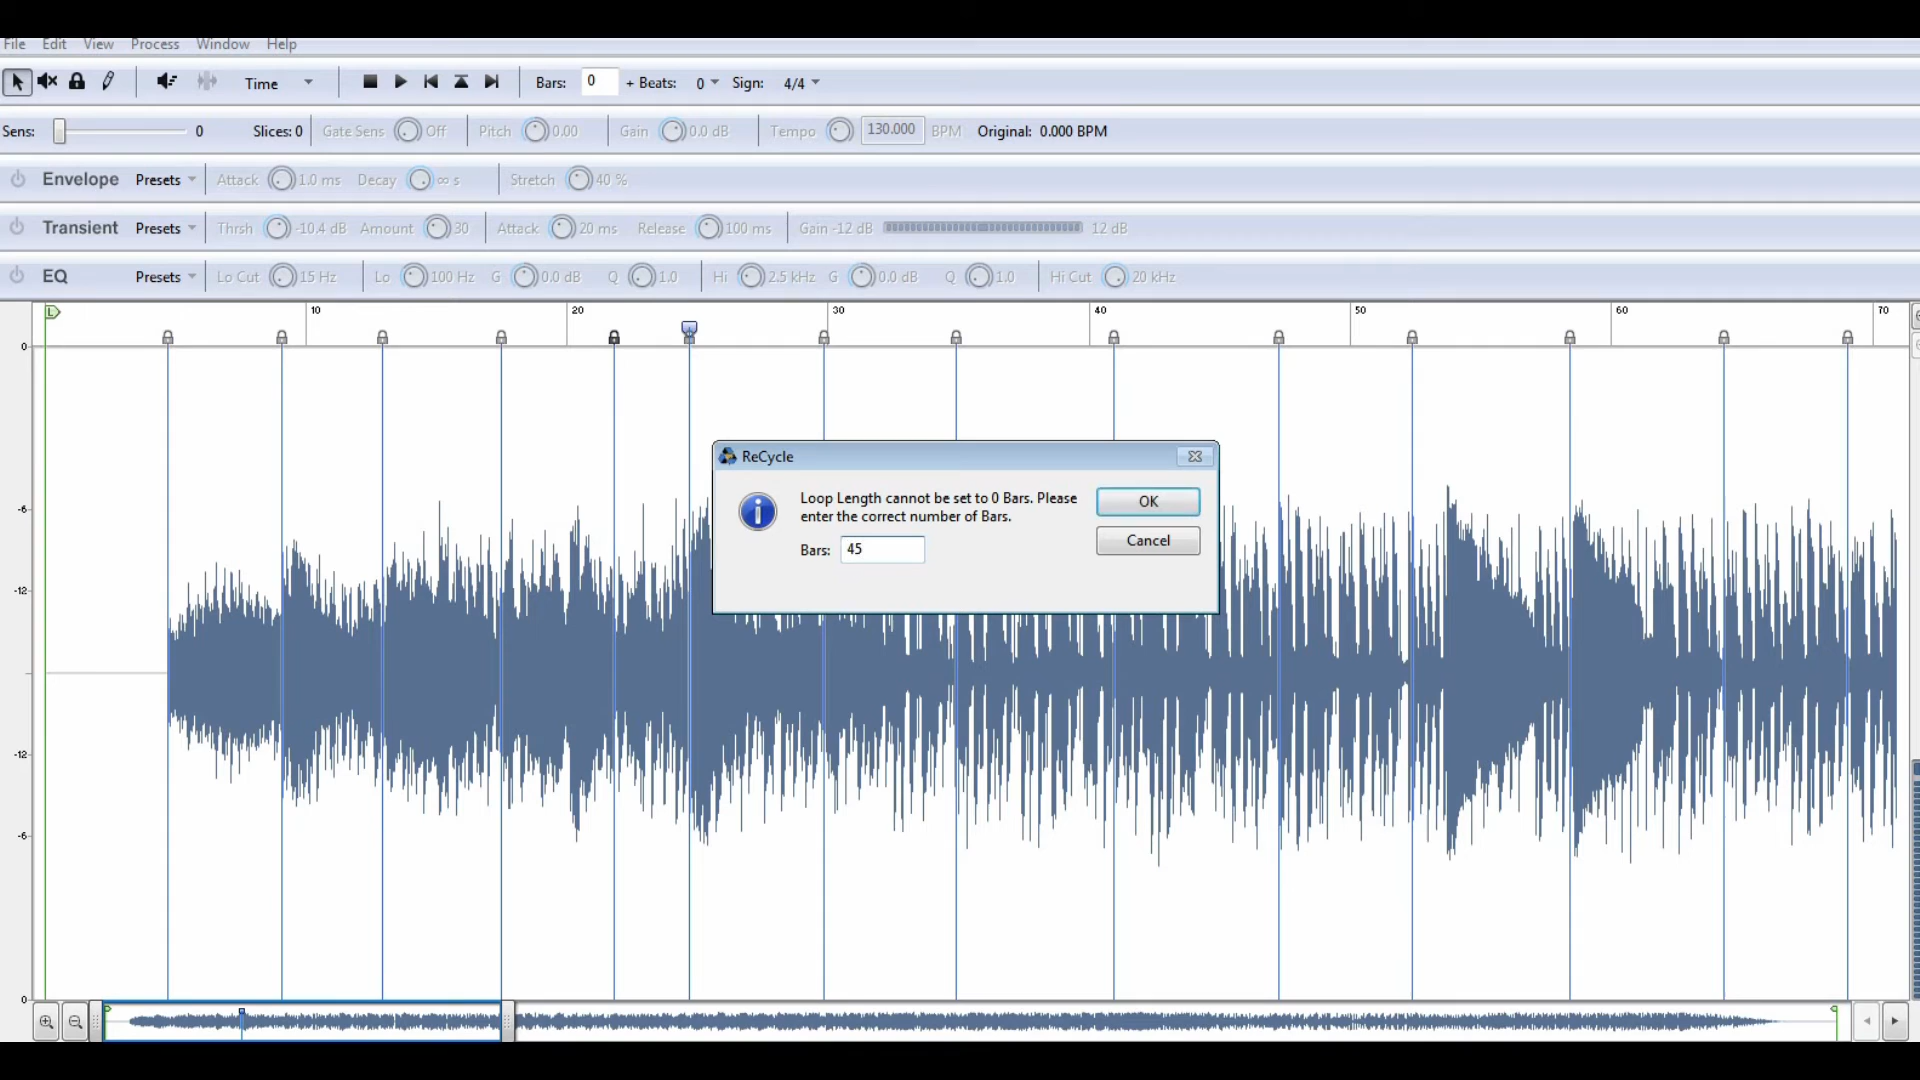 File Edit View Process Window Help
Time Bars: 0 + Beats: 0 Sign: 4/4
Sens: 0 Slices: 0 Gate Sens Off Pitch 0.00 Gain 0.0 dB Tempo 130.000 BPM Original: 0.000 BPM
Envelope Presets Attack 1.0 ms Decay ∞ s Stretch 40 %
Transient Presets Thrsh -10.4 dB Amount 30 Attack 20 ms Release 100 ms Gain -12 dB 12 dB
EQ Presets Lo Cut 15 Hz Lo 100 Hz G 0.0 dB Q 1.0 Hi 2.5 kHz G 0.0 dB Q 1.0 Hi Cut 20 kHz
L 10 20 30 40 50 60 70
0
ReCycle
Loop Length cannot be set to 0 Bars. Please
enter the correct number of Bars.
OK
Bars: 45
Cancel
-6
-12
-12
-6
0